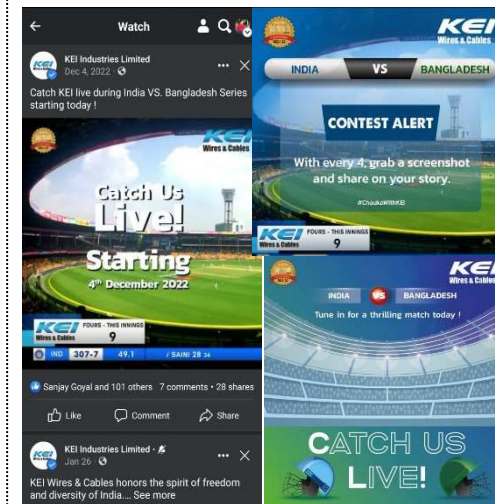 Watch
KEI Industries Limited
Dec 4, 2022 ·
Catch KEI live during India VS. Bangladesh Series
starting today !
KEI
Wires & Cables
Catch Us
Live!
Starting
4th December 2022
KEI
Wires & Cables
FOURS - THIS INNINGS
9
IND 307-7 49.1 / SAINI 28
Sanjay Goyal and 101 others 7 comments • 28 shares
Like Comment Share
KEI Industries Limited ·
Jan 26 ·
KEI Wires & Cables honors the spirit of freedom
and diversity of India.... See more
KEI
Wires & Cables
INDIA VS BANGLADESH
CONTEST ALERT
With every 4, grab a screenshot
and share on your story.
#ChoukoWithKEI
KEI
Wires & Cables
FOURS - THIS INNINGS
9
KEI
Wires & Cables
INDIA VS BANGLADESH
Tune in for a thrilling match today !
CATCH US
LIVE!